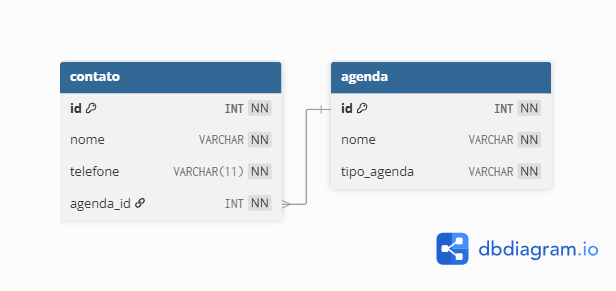 contato
id INT NN
nome VARCHAR NN
telefone VARCHAR(11) NN
agenda_id INT NN
agenda
id INT NN
nome VARCHAR NN
tipo_agenda VARCHAR NN
dbdiagram.io